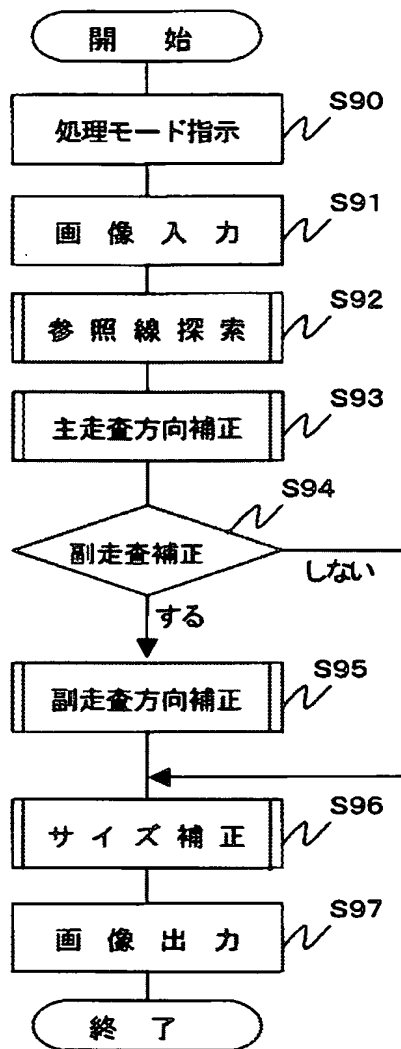 開始
S90
処理モード指示
S91
画像入力
S92
参照線探索
S93
主走査方向補正
S94
副走査補正
しない
する
S95
副走査方向補正
S96
サイズ補正
S97
画像出力
終了